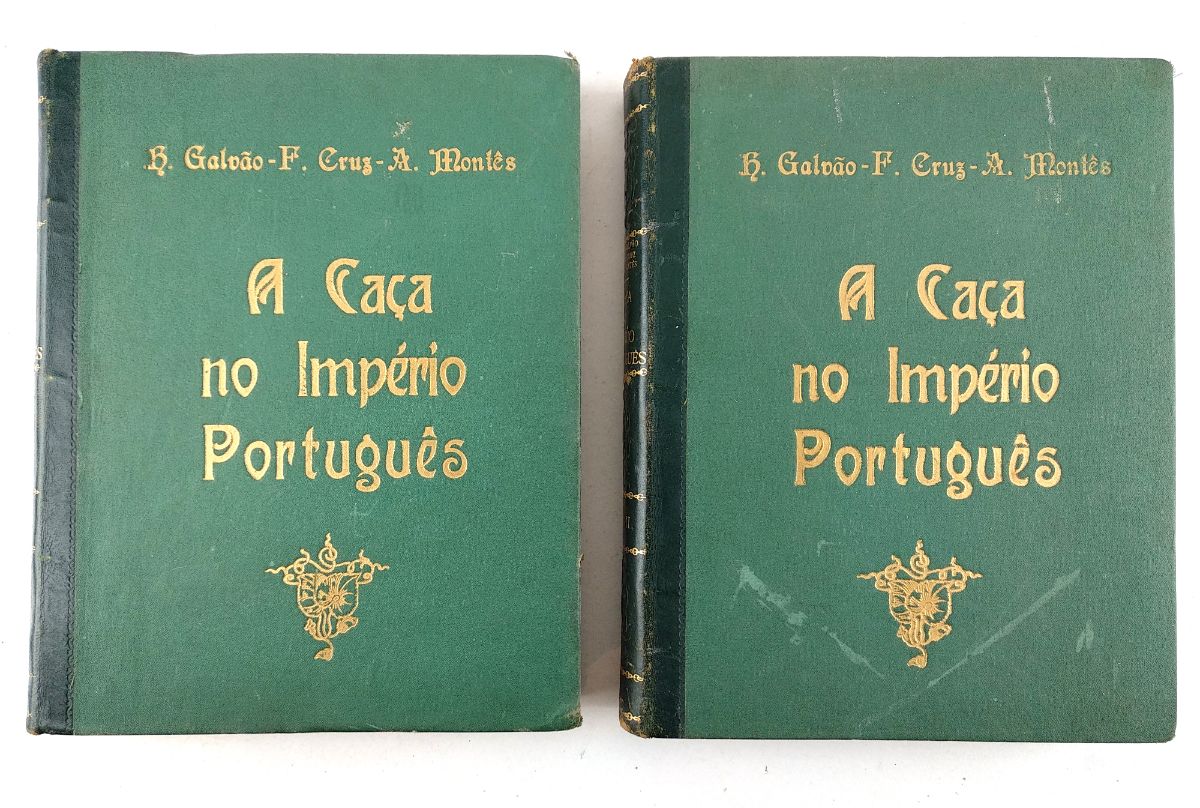 H. Galvão - F. Cruz - A. Montês
A Caça
no Império
Português
H. Galvão - F. Cruz - A. Montês
A Caça
no Império
Português